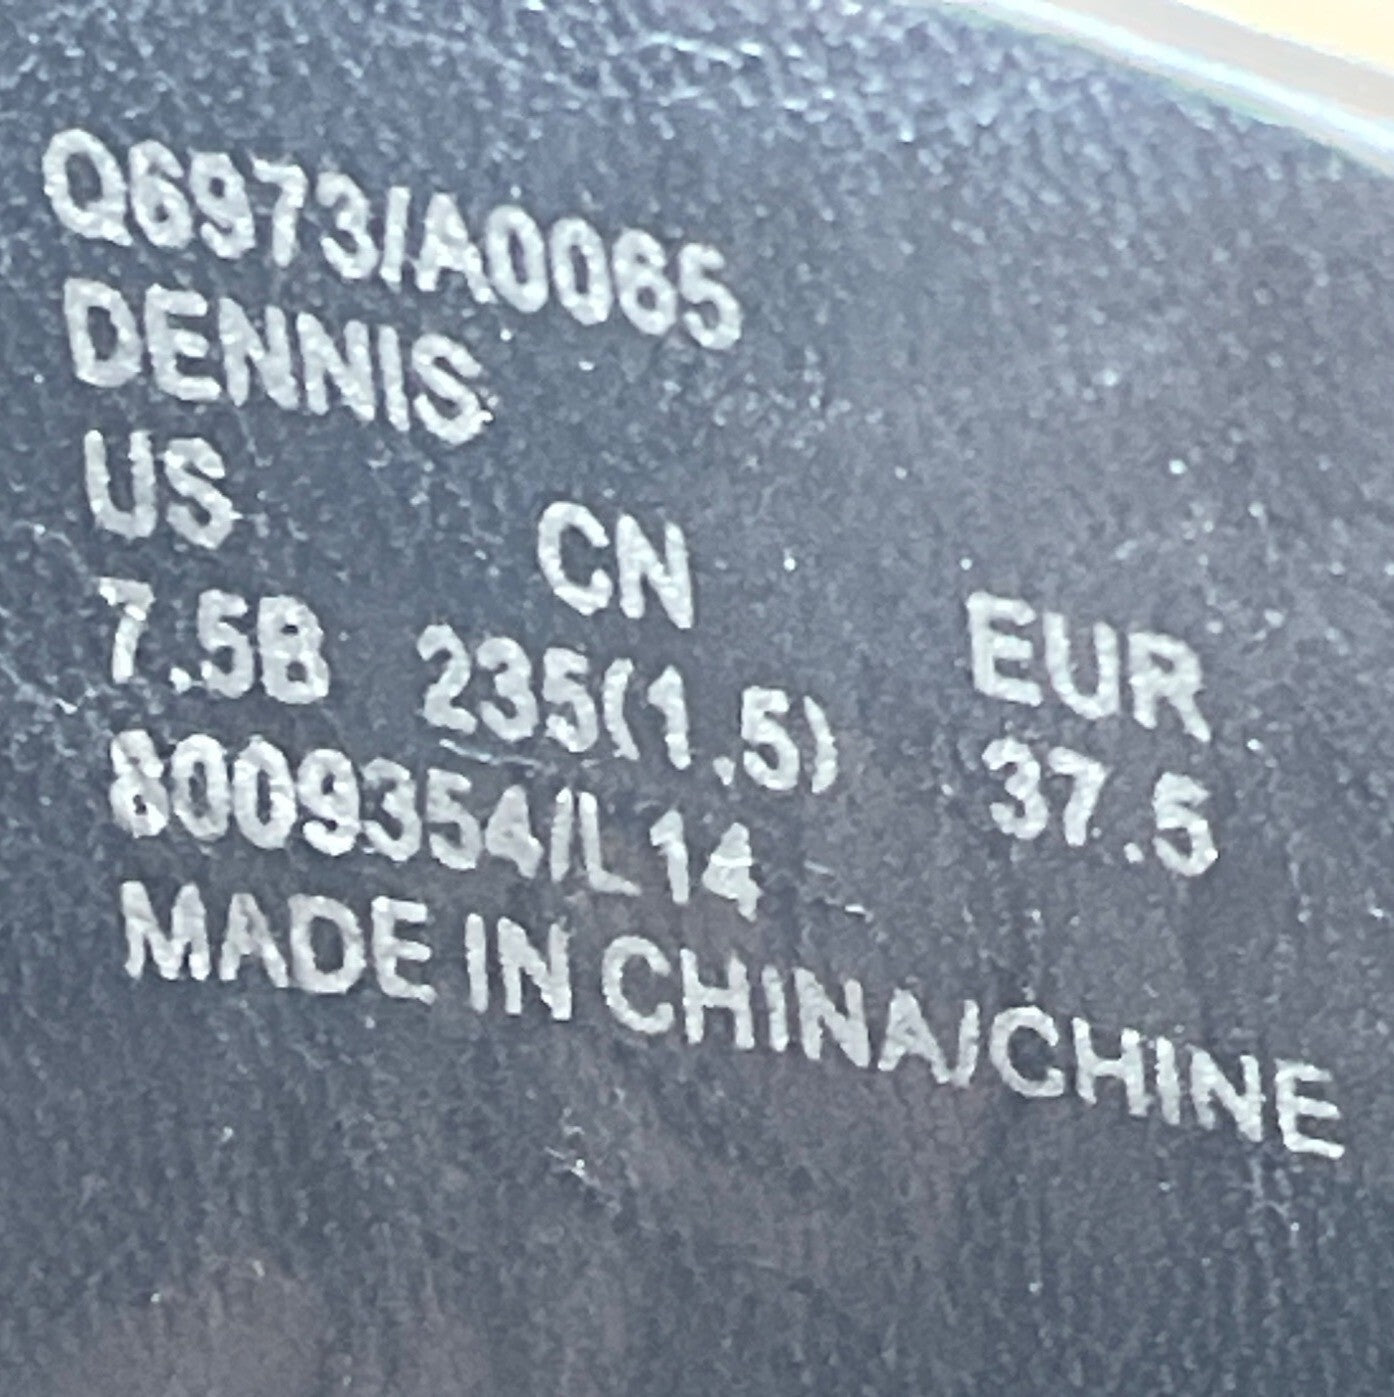 Q6973/A0065
DENNIS
US CN EUR
7.5B 235(1.5) 37.5
8009354/L14
MADE IN CHINA/CHINE